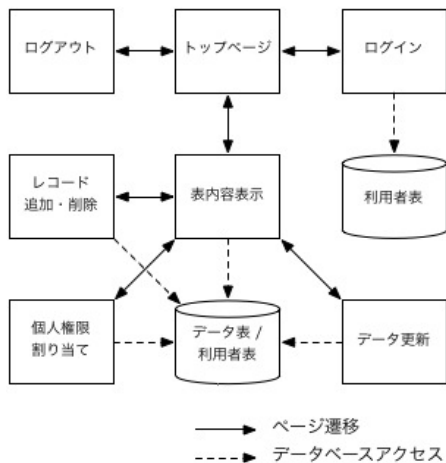 ログアウト
トップページ
ログイン
レコード
追加・削除
表内容表示
利用者表
個人権限
割り当て
データ表 /
利用者表
データ更新
ページ遷移
データベースアクセス